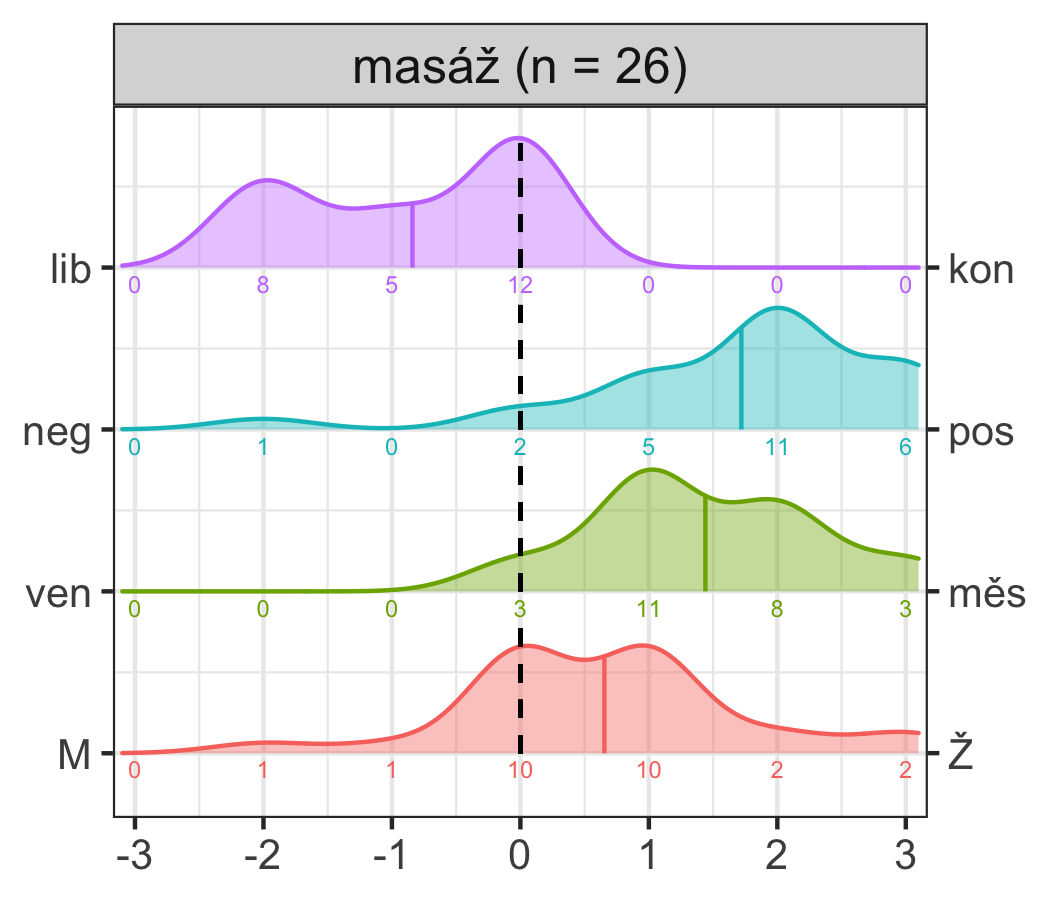 masáž (n = 26)
lib kon
0 8 5 12 0 0 0
neg pos
0 1 0 2 5 11 6
ven měs
0 0 0 3 11 8 3
M Ž
0 1 1 10 10 2 2
-3 -2 -1 0 1 2 3